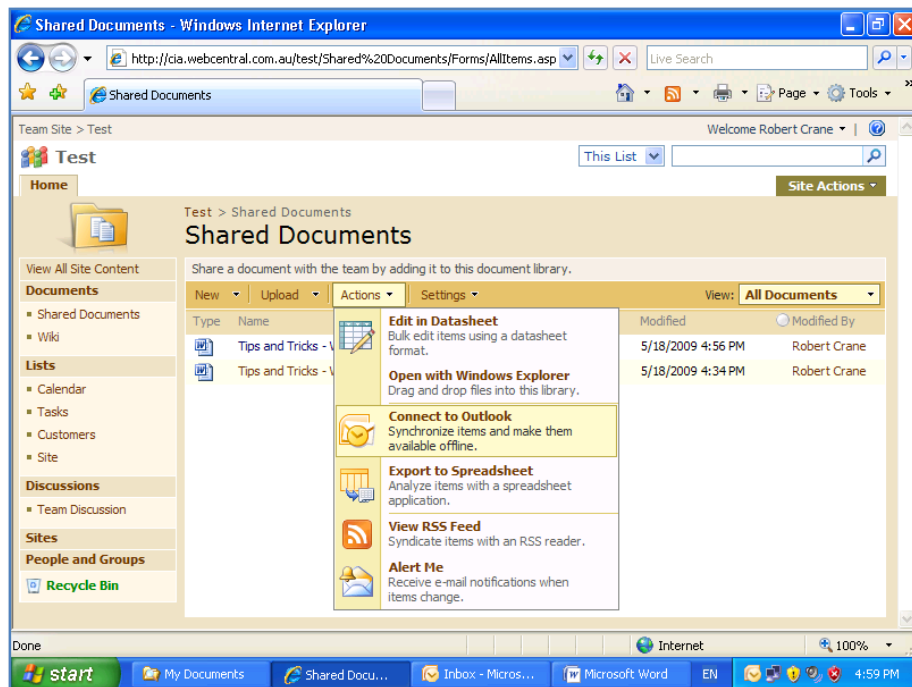 Shared Documents - Windows Internet Explorer
http://cia.webcentral.com.au/test/Shared%20Documents/Forms/AllItems.asp
Live Search
Shared Documents
Page
Tools
Team Site > Test
Welcome Robert Crane
Test
This List
Home
Site Actions
Test > Shared Documents
Shared Documents
View All Site Content
Share a document with the team by adding it to this document library.
Documents
Shared Documents
Wiki
Lists
Calendar
Tasks
Customers
Site
Discussions
Team Discussion
Sites
People and Groups
Recycle Bin
New
Upload
Actions
Settings
View: All Documents
Type
Name
Modified
Modified By
Tips and Tricks -
5/18/2009 4:56 PM
Robert Crane
Tips and Tricks -
5/18/2009 4:34 PM
Robert Crane
Edit in Datasheet
Bulk edit items using a datasheet
format.
Open with Windows Explorer
Drag and drop files into this library.
Connect to Outlook
Synchronize items and make them
available offline.
Export to Spreadsheet
Analyze items with a spreadsheet
application.
View RSS Feed
Syndicate items with an RSS reader.
Alert Me
Receive e-mail notifications when
items change.
Done
Internet
100%
start
My Documents
Shared Docu...
Inbox - Micros...
Microsoft Word
EN
4:59 PM